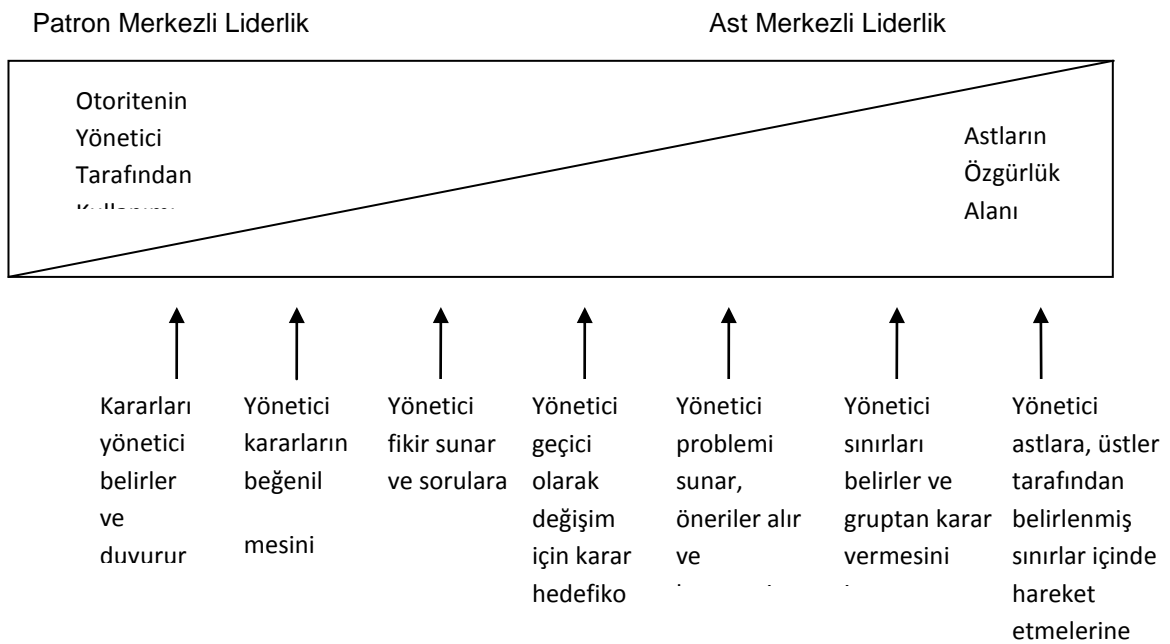 Patron Merkezli Liderlik
Ast Merkezli Liderlik
Otoritenin
Yönetici
Tarafından
Astların
Özgürlük
Alanı
Kararları
yönetici
belirler
ve
duyurur
Yönetici
kararların
beğenil
mesini
Yönetici
fikir sunar
ve sorulara
Yönetici
geçici
olarak
değişim
için karar
hedefiko
Yönetici
problemi
sunar,
öneriler alır
ve
Yönetici
sınırları
belirler ve
gruptan karar
vermesini
Yönetici
astlara, üstler
tarafından
belirlenmiş
sınırlar içinde
hareket
etmelerine